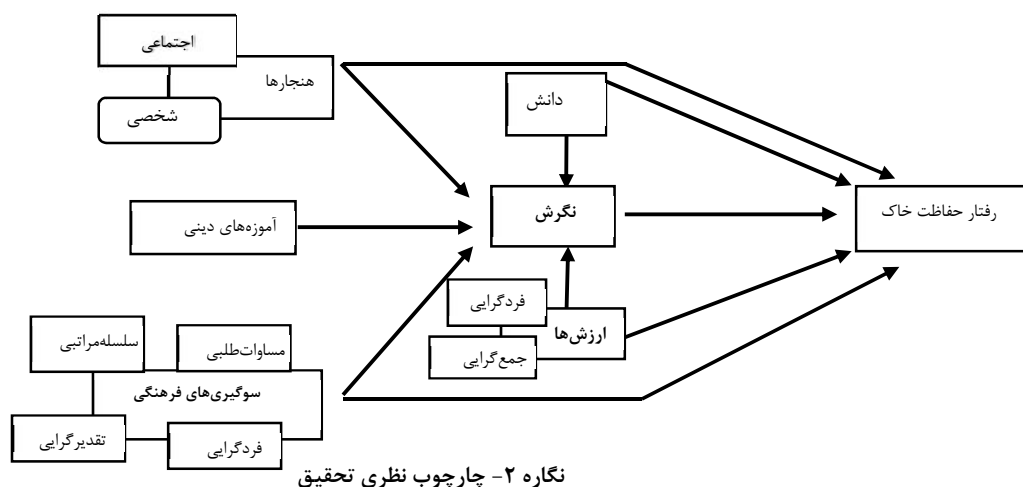 اجتماعی
هنجارها
شخصی
دانش
نگرش
رفتار حفاظت خاک
آموزه‌های دینی
فردگرایی
ارزش‌ها
جمع‌گرایی
مساوات‌طلبی
سلسله‌مراتبی
سوگیری‌های فرهنگی
فردگرایی
تقدیرگرایی
نگاره ۲- چارچوب نظری تحقیق